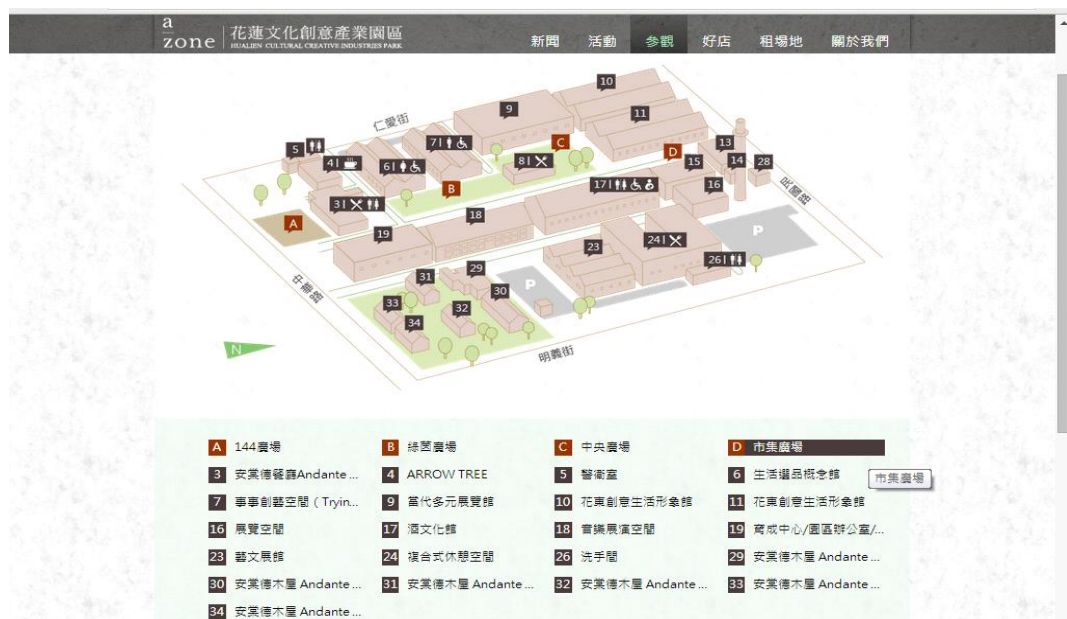 a
zone
花蓮文化創意產業園區
HUALIEN CULTURAL CREATIVE INDUSTRIES PARK
新聞 活動 參觀 好店 租場地 關於我們
仁愛街
10
9
11
C
7
5
4
6
8
D
13
15
14
28
B
17
16
3
A
18
19
23
24
P
26
29
31
P
30
33
32
34
中華路
N
明義街
A 144廣場
B 綠茵廣場
C 中央廣場
D 市集廣場
3 安棠德餐廳Andante ...
4 ARROW TREE
5 警衛室
6 生活選品概念館
市集廣場
7 事事創藝空間（Tryin...
9 當代多元展覽館
10 花東創意生活形象館
11 花東創意生活形象館
16 展覽空間
17 酒文化館
18 音樂展演空間
19 育成中心/園區辦公室/...
23 藝文展館
24 複合式休憩空間
26 洗手間
29 安棠德木屋 Andante ...
30 安棠德木屋 Andante ...
31 安棠德木屋 Andante ...
32 安棠德木屋 Andante ...
33 安棠德木屋 Andante ...
34 安棠德木屋 Andante ...